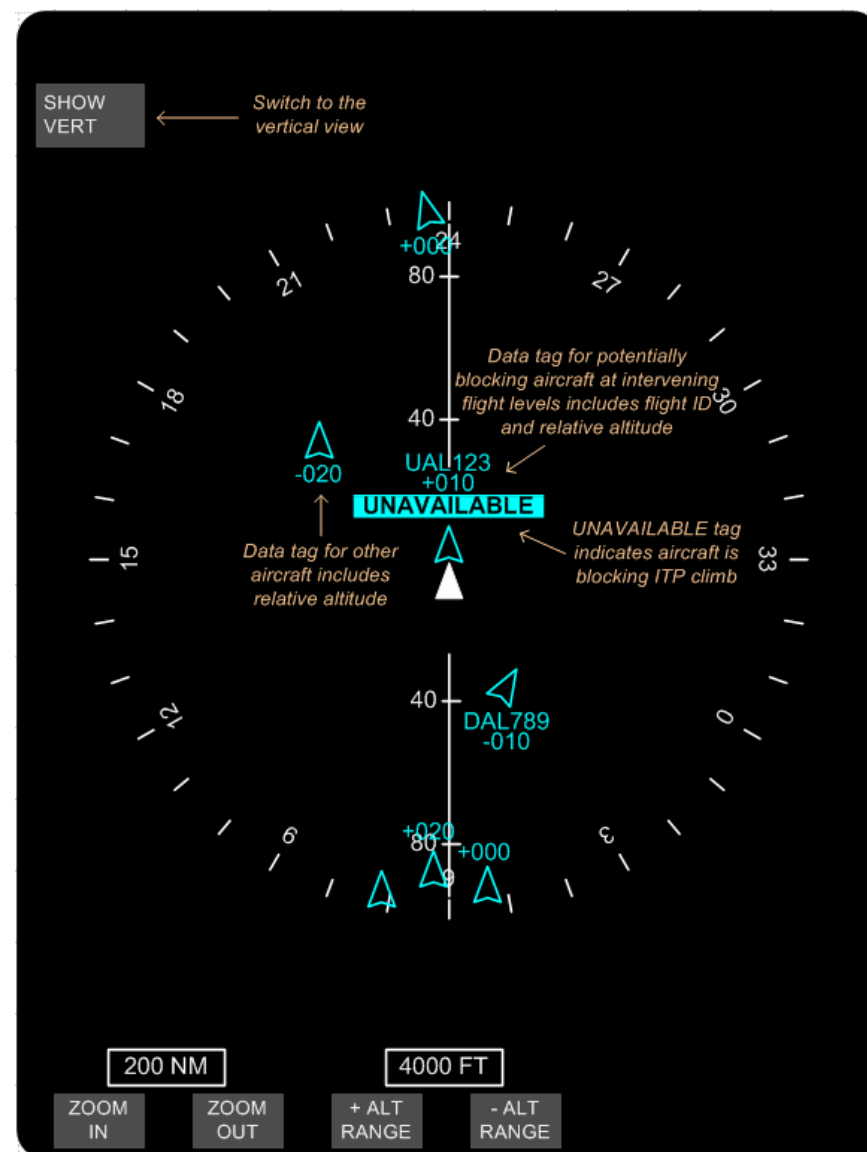 SHOW
VERT
Switch to the
vertical view
+000
24
21
27
80
Data tag for potentially
blocking aircraft at intervening
flight levels includes flight ID
and relative altitude
18
30
40
UAL123
-020
+010
UNAVAILABLE
Data tag for other
aircraft includes
relative altitude
UNAVAILABLE tag
indicates aircraft is
blocking ITP climb
15
33
40
DAL789
-010
12
0
+020
9
80
+000
3
6
200 NM
4000 FT
ZOOM
IN
ZOOM
OUT
+ ALT
RANGE
- ALT
RANGE